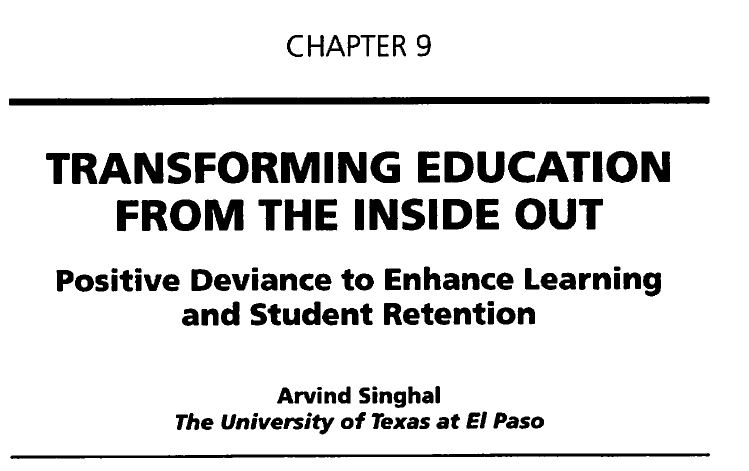 CHAPTER 9
TRANSFORMING EDUCATION
FROM THE INSIDE OUT
Positive Deviance to Enhance Learning
and Student Retention
Arvind Singhal
The University of Texas at El Paso